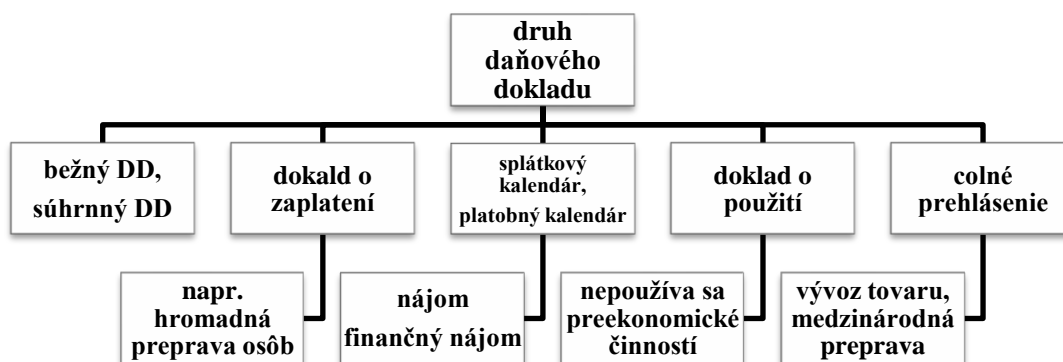 druh
daňového
dokladu
bežný DD,
súhrnný DD
dokald o
zaplatení
splátkový
kalendár,
platobný kalendár
doklad o
použití
colné
prehlásenie
napr.
hromadná
preprava osôb
nájom
finančný nájom
nepoužíva sa
preekonomické
činností
vývoz tovaru,
medzinárodná
preprava